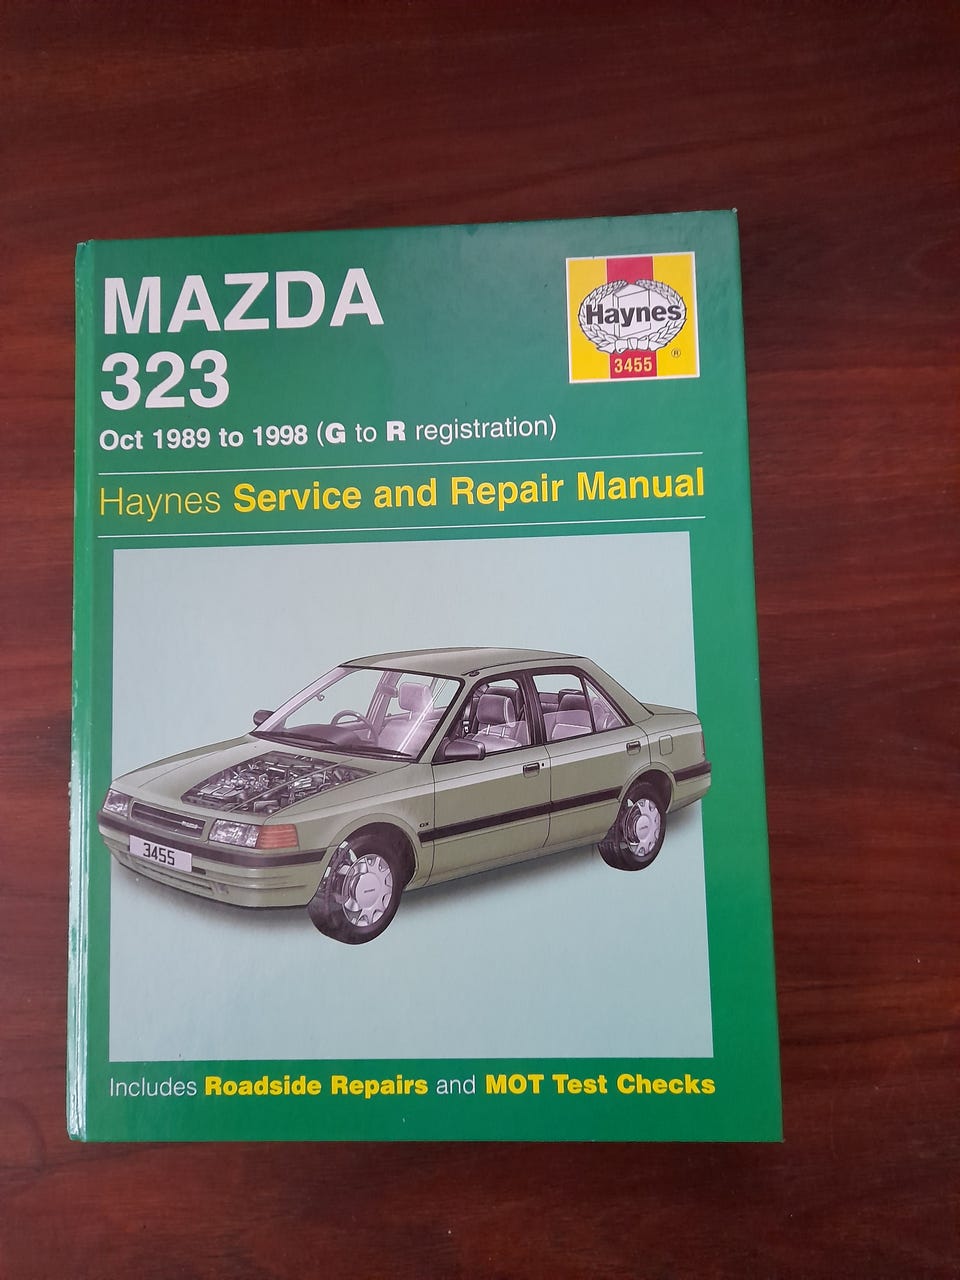 MAZDA
323
Oct 1989 to 1998 (G to R registration)
Haynes
®
3455
Haynes Service and Repair Manual
GX
3455
Includes Roadside Repairs and MOT Test Checks